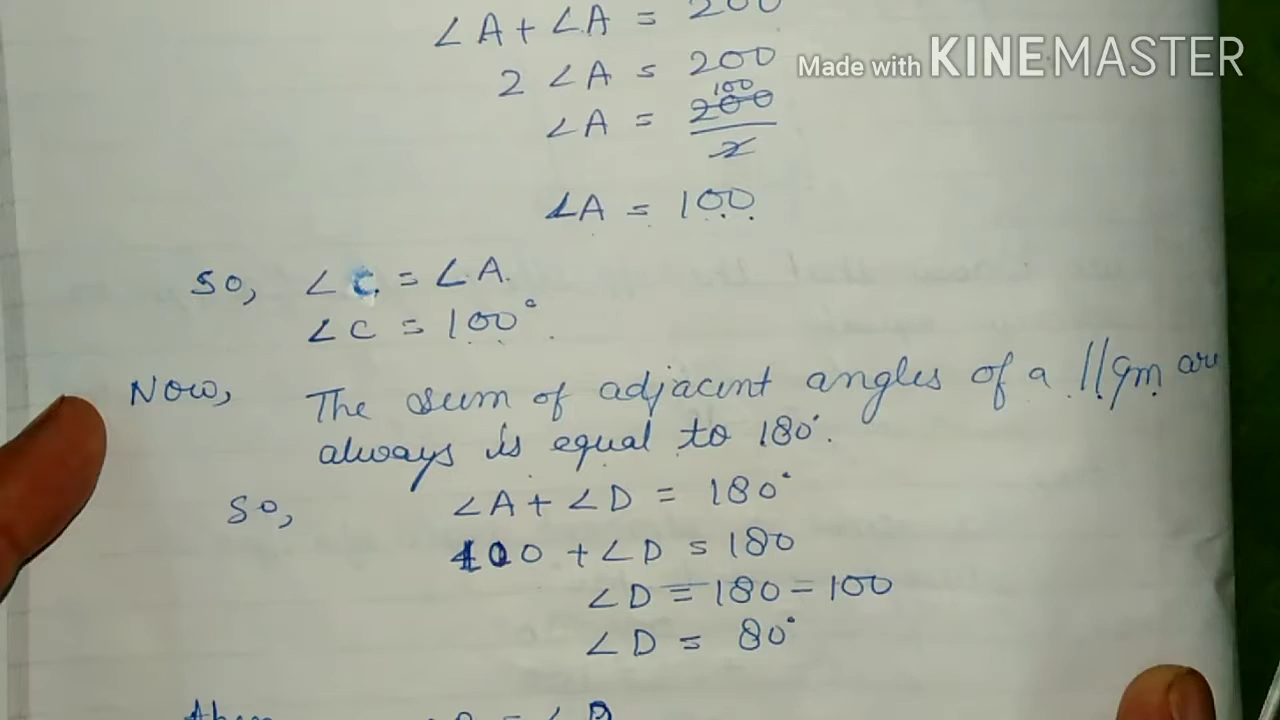 ∠A + ∠A = 200
2 ∠A = 200
Made with KINEMASTER
100
∠A = 200
2
∠A = 100
so, ∠C = ∠A.
∠C = 100°.
Now, The sum of adjacent angles of a ||gm are
always is equal to 180°.
So, ∠A + ∠D = 180°
100 + ∠D = 180
∠D = 180 - 100
∠D = 80°